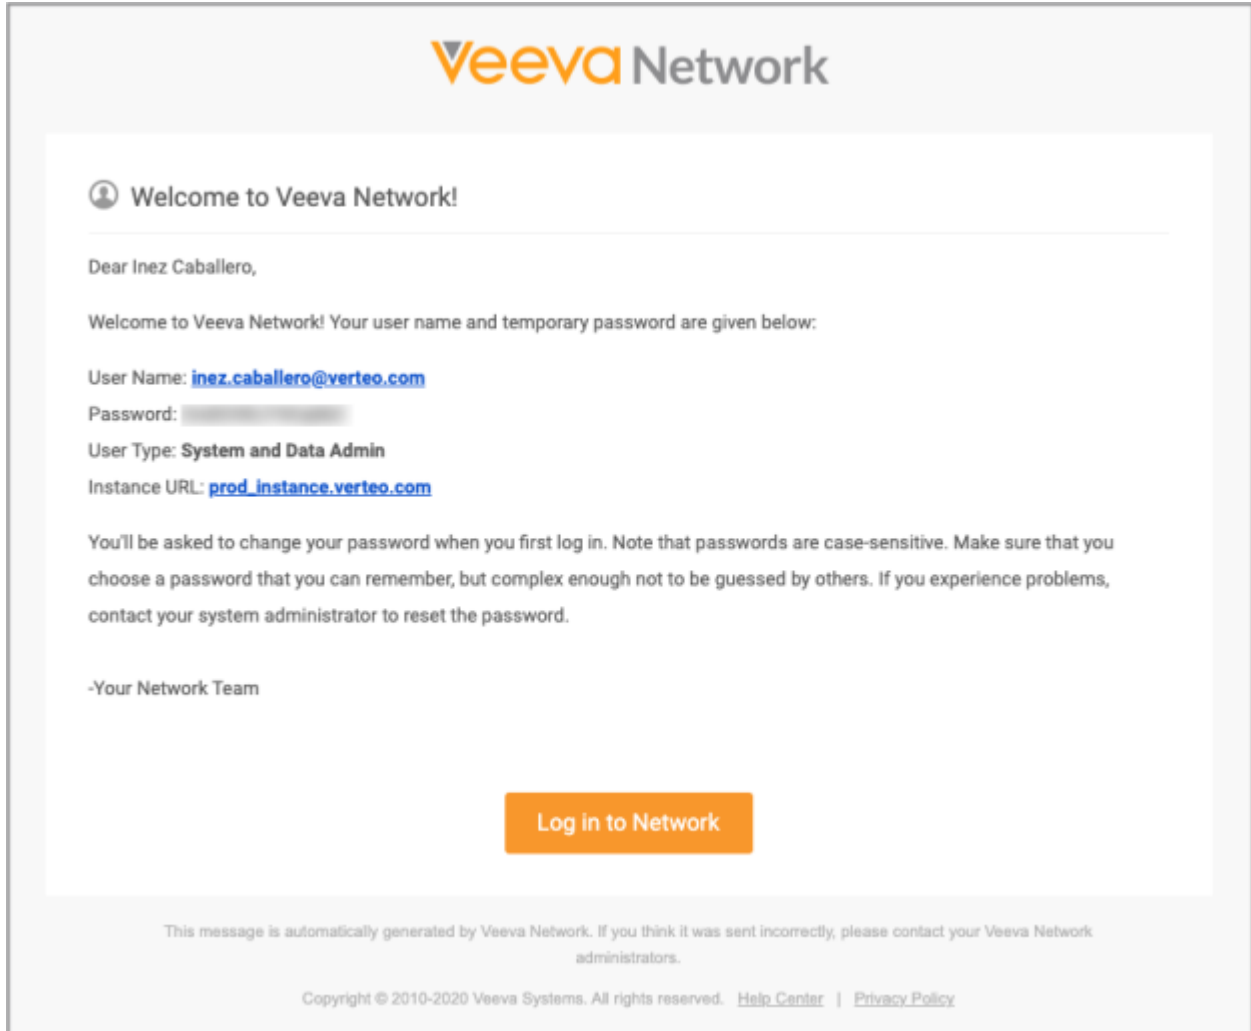 Veeva Network
Welcome to Veeva Network!
Dear Inez Caballero,
Welcome to Veeva Network! Your user name and temporary password are given below:
User Name: inez.caballero@verteo.com
Password:
User Type: System and Data Admin
Instance URL: prod_instance.verteo.com
You'll be asked to change your password when you first log in. Note that passwords are case-sensitive. Make sure that you
choose a password that you can remember, but complex enough not to be guessed by others. If you experience problems,
contact your system administrator to reset the password.
-Your Network Team
Log in to Network
This message is automatically generated by Veeva Network. If you think it was sent incorrectly, please contact your Veeva Network
administrators.
Copyright © 2010-2020 Veeva Systems. All rights reserved. Help Center | Privacy Policy